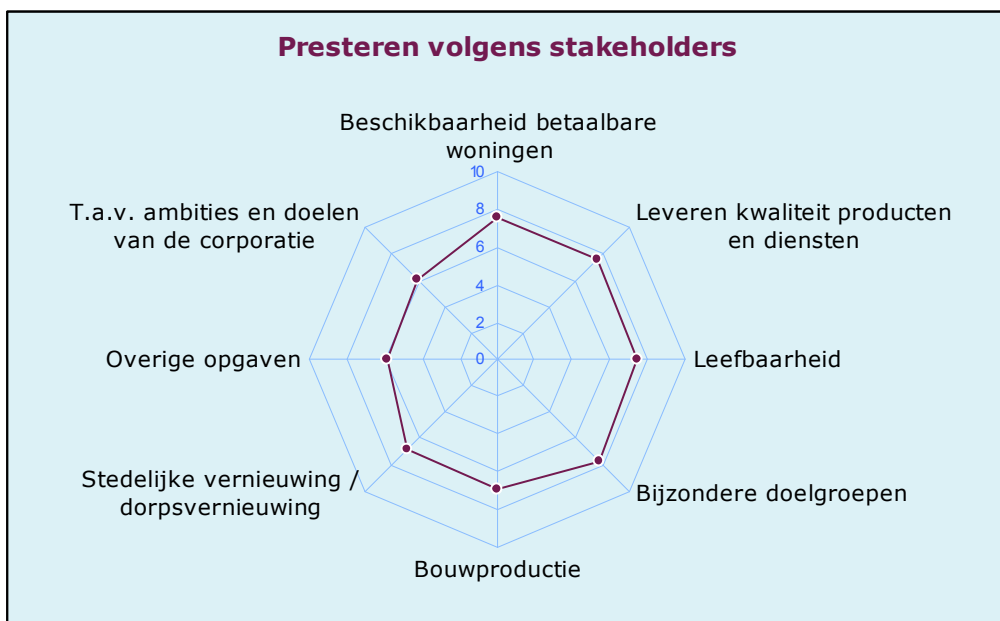 Presteren volgens stakeholders
Beschikbaarheid betaalbare
woningen
10
8
6
4
2
0
Leveren kwaliteit producten
en diensten
Leefbaarheid
Bijzondere doelgroepen
Bouwproductie
Stedelijke vernieuwing /
dorpsvernieuwing
Overige opgaven
T.a.v. ambities en doelen
van de corporatie